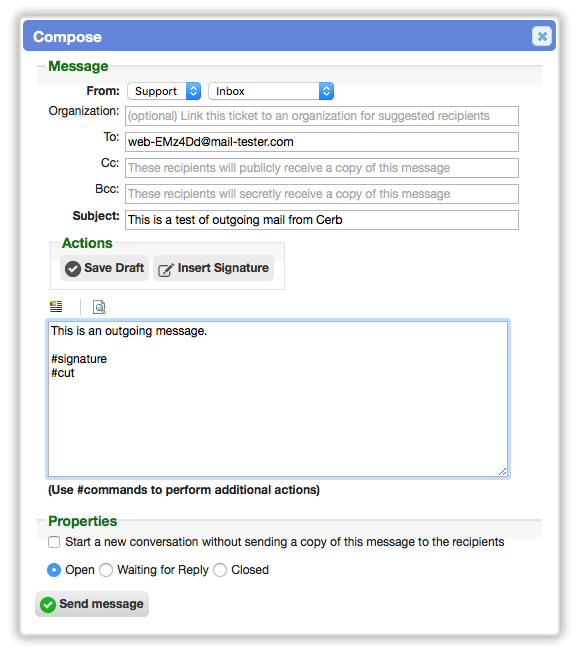 Compose
Message
From: Support Inbox
Organization: (optional) Link this ticket to an organization for suggested recipients
To: web-EMz4Dd@mail-tester.com
Cc: These recipients will publicly receive a copy of this message
Bcc: These recipients will secretly receive a copy of this message
Subject: This is a test of outgoing mail from Cerb
Actions
Save Draft Insert Signature
This is an outgoing message.
#signature
#cut
(Use #commands to perform additional actions)
Properties
Start a new conversation without sending a copy of this message to the recipients
Open Waiting for Reply Closed
Send message